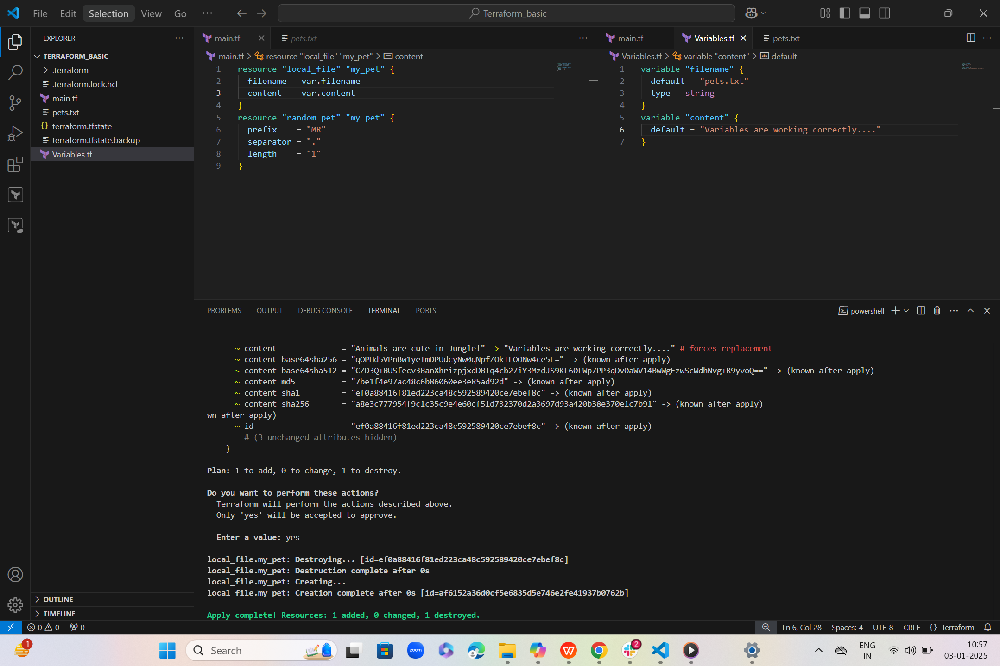 File Edit Selection View Go ... Terraform_basic
EXPLORER
TERRAFORM_BASIC
.terraform
.terraform.lock.hcl
main.tf
pets.txt
terraform.tfstate
terraform.tfstate.backup
Variables.tf
OUTLINE
TIMELINE
main.tf pets.txt
main.tf > resource "local_file" "my_pet" > content
1 resource "local_file" "my_pet" {
2 filename = var.filename
3 content  = var.content
4 }
5 resource "random_pet" "my_pet" {
6 prefix    = "MR"
7 separator = "."
8 length    = "1"
9 }
main.tf Variables.tf pets.txt
Variables.tf > variable "content" > default
1 variable "filename" {
2 default = "pets.txt"
3 type = string
4 }
5 variable "content" {
6 default = "Variables are working correctly...."
7 }
PROBLEMS OUTPUT DEBUG CONSOLE TERMINAL PORTS powershell
~ content = "Animals are cute in Jungle!" -> "Variables are working correctly...." # forces replacement
~ content_base64sha256 = "qOPHd5VPnBw1yeTmDPUdcyNw0qNpfZOkILOONw4ce5E=" -> (known after apply)
~ content_base64sha512 = "CZD3Q+8USfecv38anXhrizpjxdD8Iq4cb27iY3MzdJS9KL60LWp7PP3qDv0aWV14BwWgEzwScWdhNvg+R9yvoQ==" -> (known after apply)
~ content_md5 = "7be1f4e97ac48c6b86060ee3e85ad92d" -> (known after apply)
~ content_sha1 = "ef0a88416f81ed223ca48c592589420ce7ebef8c" -> (known after apply)
~ content_sha256 = "a8e3c777954f9c1c35c9e4e60cf51d732370d2a3697d93a420b38e370e1c7b91" -> (known after apply)
wn after apply)
~ id = "ef0a88416f81ed223ca48c592589420ce7ebef8c" -> (known after apply)
# (3 unchanged attributes hidden)
}
Plan: 1 to add, 0 to change, 1 to destroy.
Do you want to perform these actions?
Terraform will perform the actions described above.
Only 'yes' will be accepted to approve.
Enter a value: yes
local_file.my_pet: Destroying... [id=ef0a88416f81ed223ca48c592589420ce7ebef8c]
local_file.my_pet: Destruction complete after 0s
local_file.my_pet: Creating...
local_file.my_pet: Creation complete after 0s [id=af6152a36d0cf5e6835d5e746e2fe41937b0762b]
Apply complete! Resources: 1 added, 0 changed, 1 destroyed.
0 0 0 Ln 6, Col 28 Spaces: 4 UTF-8 CRLF {} Terraform
1 Search zoom 2 ENG 10:57
IN 03-01-2025